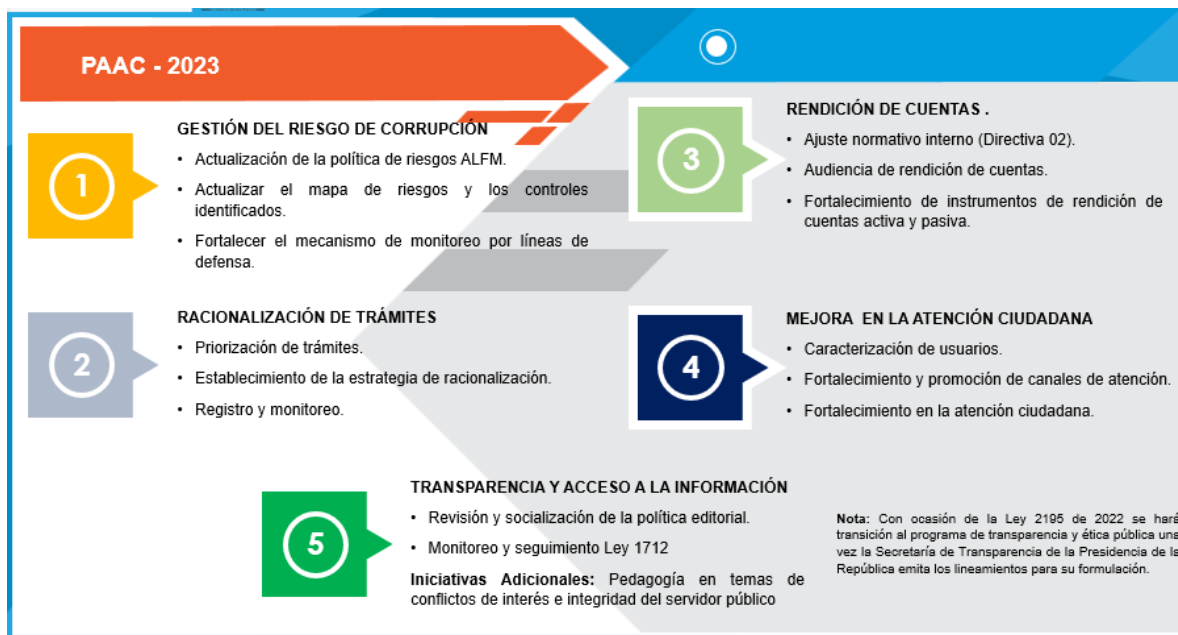 PAAC - 2023
1
GESTIÓN DEL RIESGO DE CORRUPCIÓN
• Actualización de la política de riesgos ALFM.
• Actualizar el mapa de riesgos y los controles
identificados.
• Fortalecer el mecanismo de monitoreo por líneas de
defensa.
2
RACIONALIZACIÓN DE TRÁMITES
• Priorización de trámites.
• Establecimiento de la estrategia de racionalización.
• Registro y monitoreo.
3
RENDICIÓN DE CUENTAS .
• Ajuste normativo interno (Directiva 02).
• Audiencia de rendición de cuentas.
• Fortalecimiento de instrumentos de rendición de
cuentas activa y pasiva.
4
MEJORA EN LA ATENCIÓN CIUDADANA
• Caracterización de usuarios.
• Fortalecimiento y promoción de canales de atención.
• Fortalecimiento en la atención ciudadana.
5
TRANSPARENCIA Y ACCESO A LA INFORMACIÓN
• Revisión y socialización de la política editorial.
• Monitoreo y seguimiento Ley 1712
Iniciativas Adicionales: Pedagogía en temas de
conflictos de interés e integridad del servidor público
Nota: Con ocasión de la Ley 2195 de 2022 se hará
transición al programa de transparencia y ética pública una
vez la Secretaría de Transparencia de la Presidencia de la
República emita los lineamientos para su formulación.